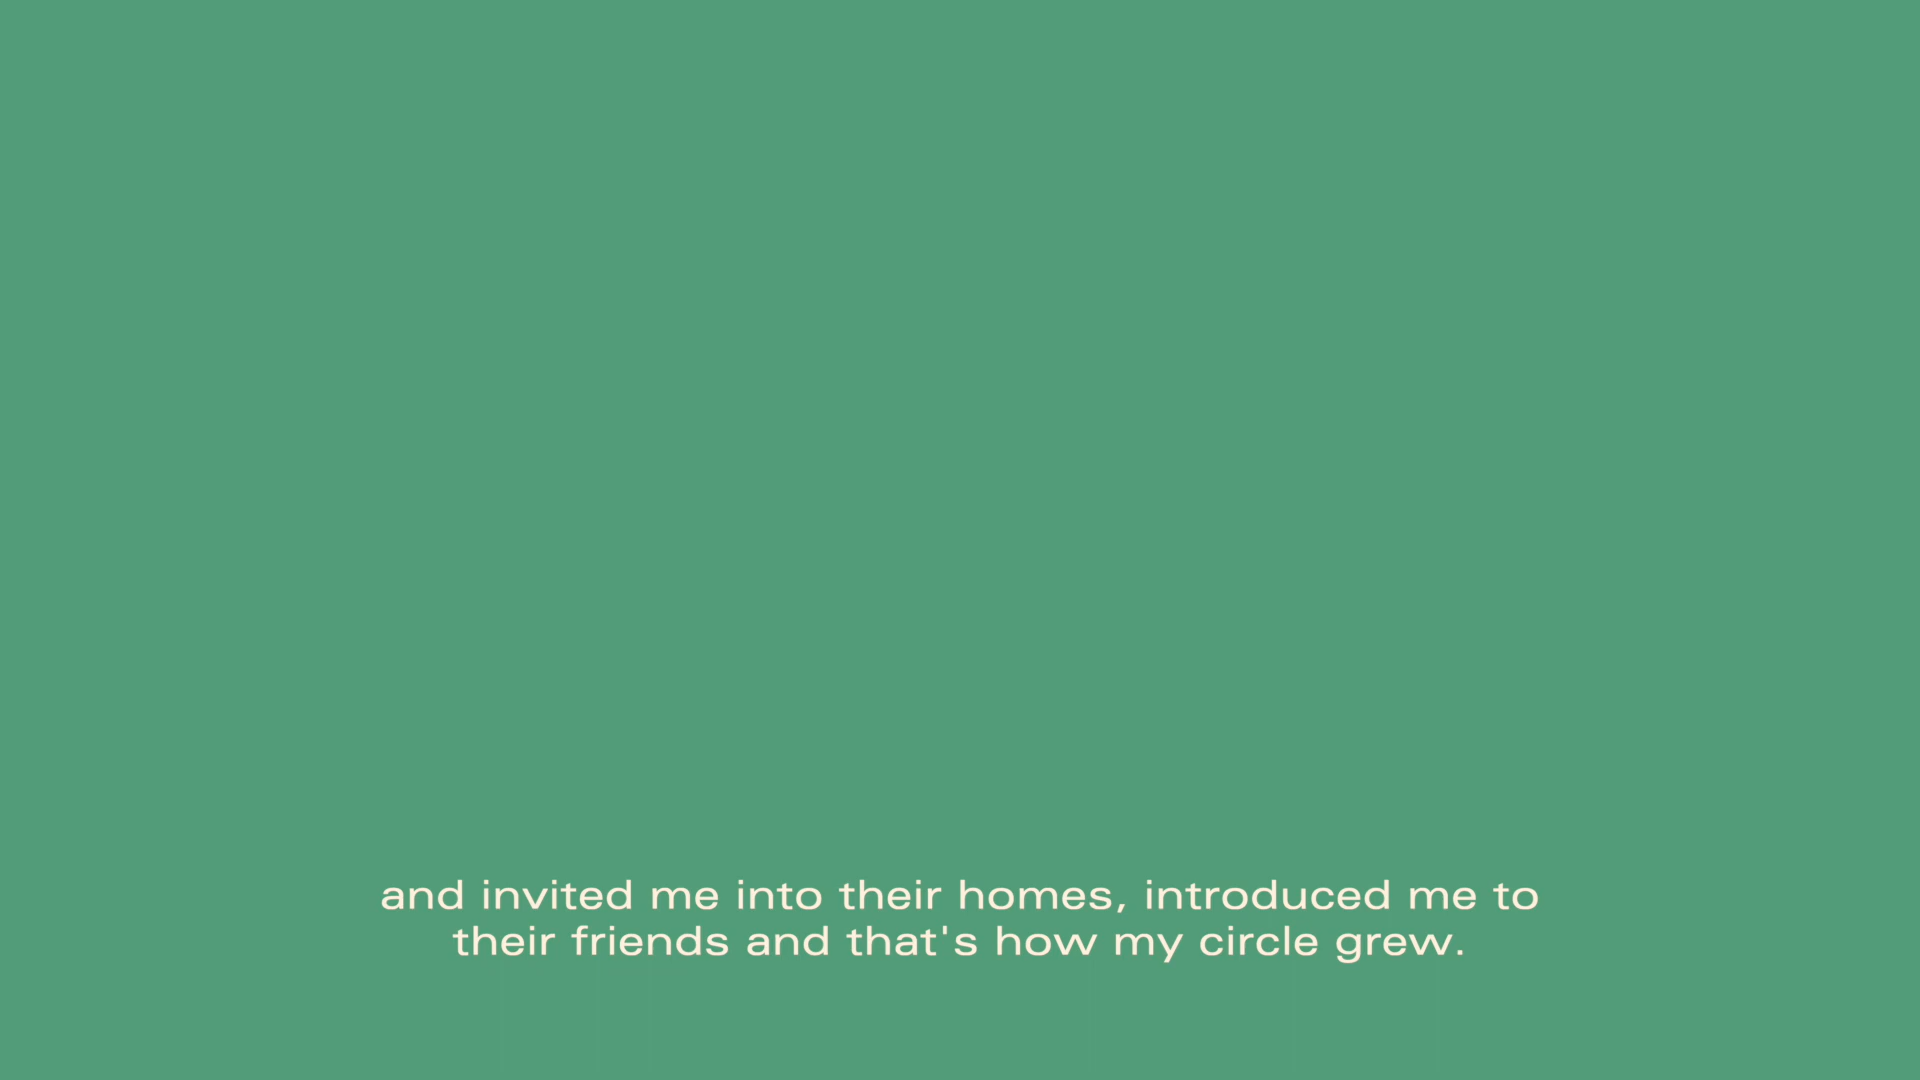 and invited me into their homes, introduced me to
their friends and that's how my circle grew.